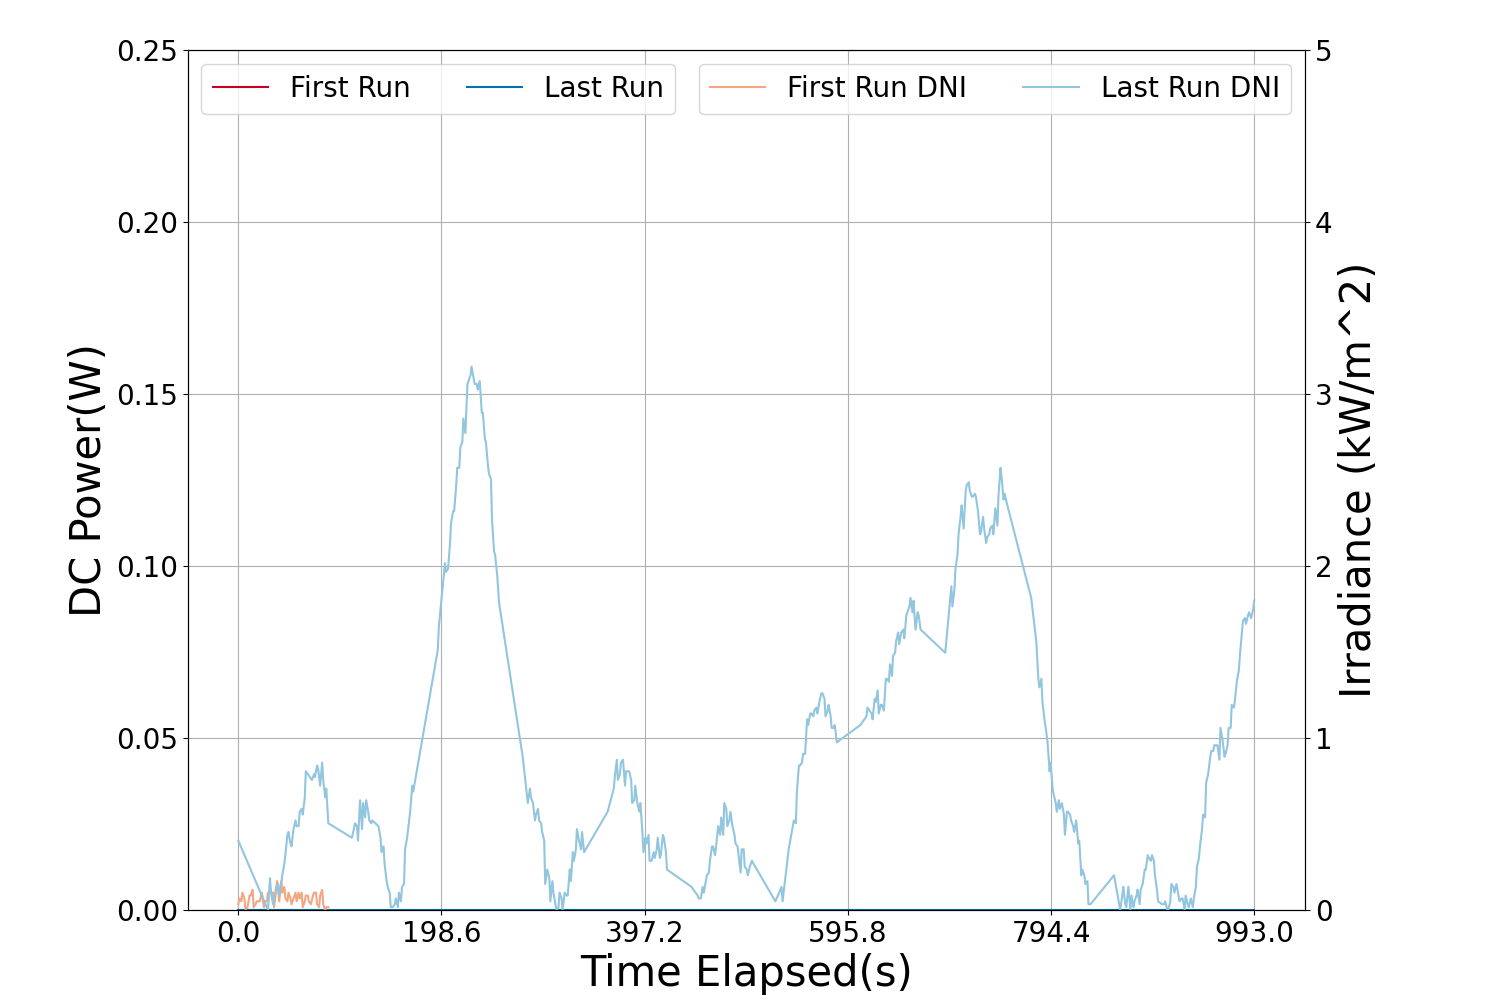 First Run Last Run First Run DNI Last Run DNI
0.25
0.20
0.15
0.10
0.05
0.00
DC Power(W)
5
4
3
2
1
0
Irradiance (kW/m^2)
0.0 198.6 397.2 595.8 794.4 993.0
Time Elapsed(s)